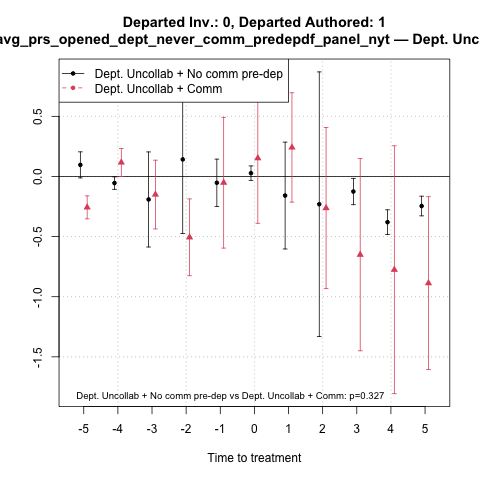 Departed Inv.: 0, Departed Authored: 1
avg_prs_opened_dept_never_comm_predepdf_panel_nyt — Dept. Unc
Dept. Uncollab + No comm pre-dep
Dept. Uncollab + Comm
0.5
0.0
-0.5
-1.0
-1.5
Dept. Uncollab + No comm pre-dep vs Dept. Uncollab + Comm: p=0.327
-5 -4 -3 -2 -1 0 1 2 3 4 5
Time to treatment